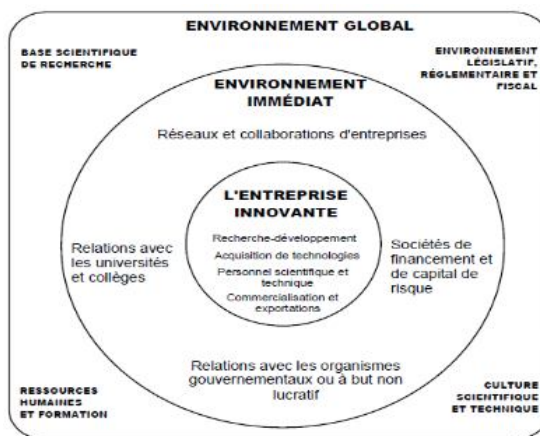 ENVIRONNEMENT GLOBAL
BASE SCIENTIFIQUE
DE RECHERCHE
ENVIRONNEMENT
LÉGISLATIF,
RÉGLEMENTAIRE ET
FISCAL
ENVIRONNEMENT
IMMÉDIAT
Réseaux et collaborations d'entreprises
L'ENTREPRISE
INNOVANTE
Recherche-développement
Acquisition de technologies
Personnel scientifique et
technique
Commercialisation et
exportations
Relations avec
les universités
et collèges
Sociétés de
financement et
de capital de
risque
Relations avec les organismes
gouvernementaux ou à but non
lucratif
RESSOURCES
HUMAINES
ET FORMATION
CULTURE
SCIENTIFIQUE
ET TECHNIQUE